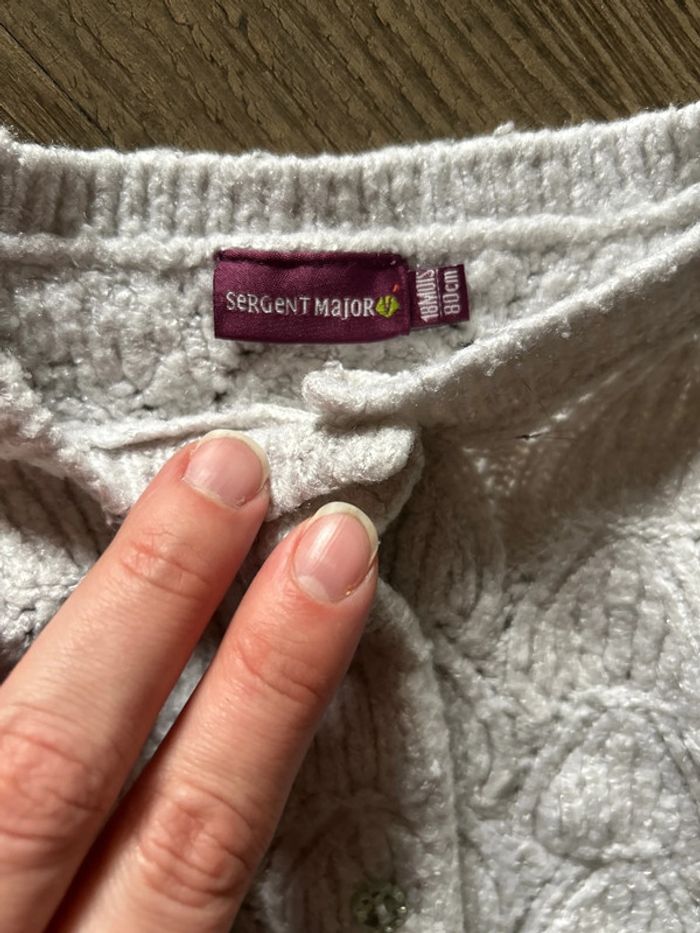 SeRGeNT MaJOR
18MOIS
80cm